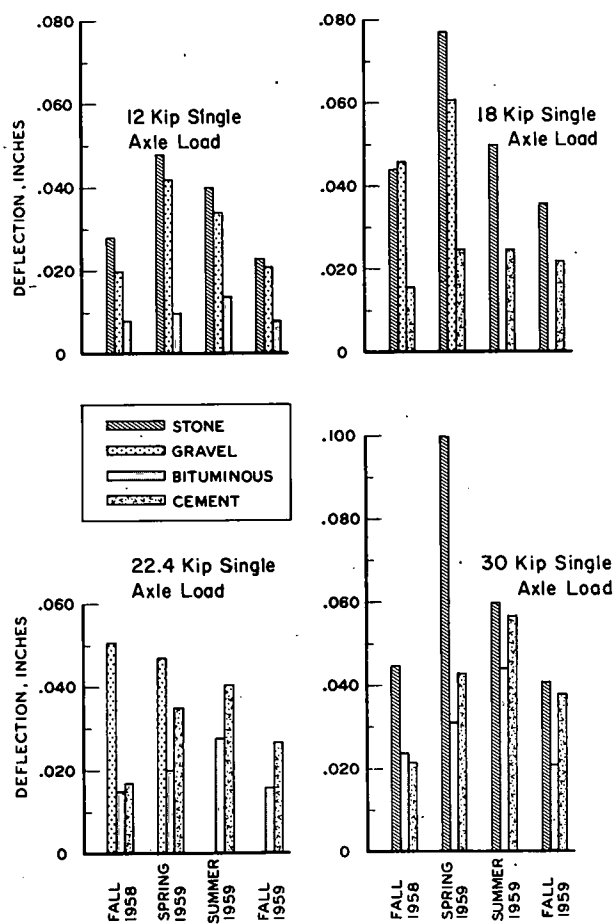 DEFLECTION, INCHES
.080
.060
.040
.020
0
12 Kip Single
Axle Load
.080
.060
.040
.020
0
18 Kip Single
Axle Load
STONE
GRAVEL
BITUMINOUS
CEMENT
DEFLECTION, INCHES
.060
.040
.020
0
22.4 Kip Single
Axle Load
FALL
1958
SPRING
1959
SUMMER
1959
FALL
1959
.100
.080
.060
.040
.020
0
30 Kip Single
Axle Load
FALL
1958
SPRING
1959
SUMMER
1959
FALL
1959